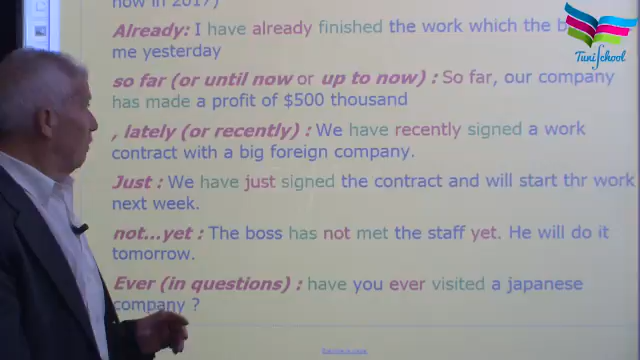 now in 2017)
Already: I have already finished the work which the b
me yesterday
so far (or until now or up to now) : So far, our company
has made a profit of $500 thousand
, lately (or recently) : We have recently signed a work
contract with a big foreign company.
Just : We have just signed the contract and will start thr work
next week.
not...yet : The boss has not met the staff yet. He will do it
tomorrow.
Ever (in questions) : have you ever visited a japanese
company ?
Tuni School